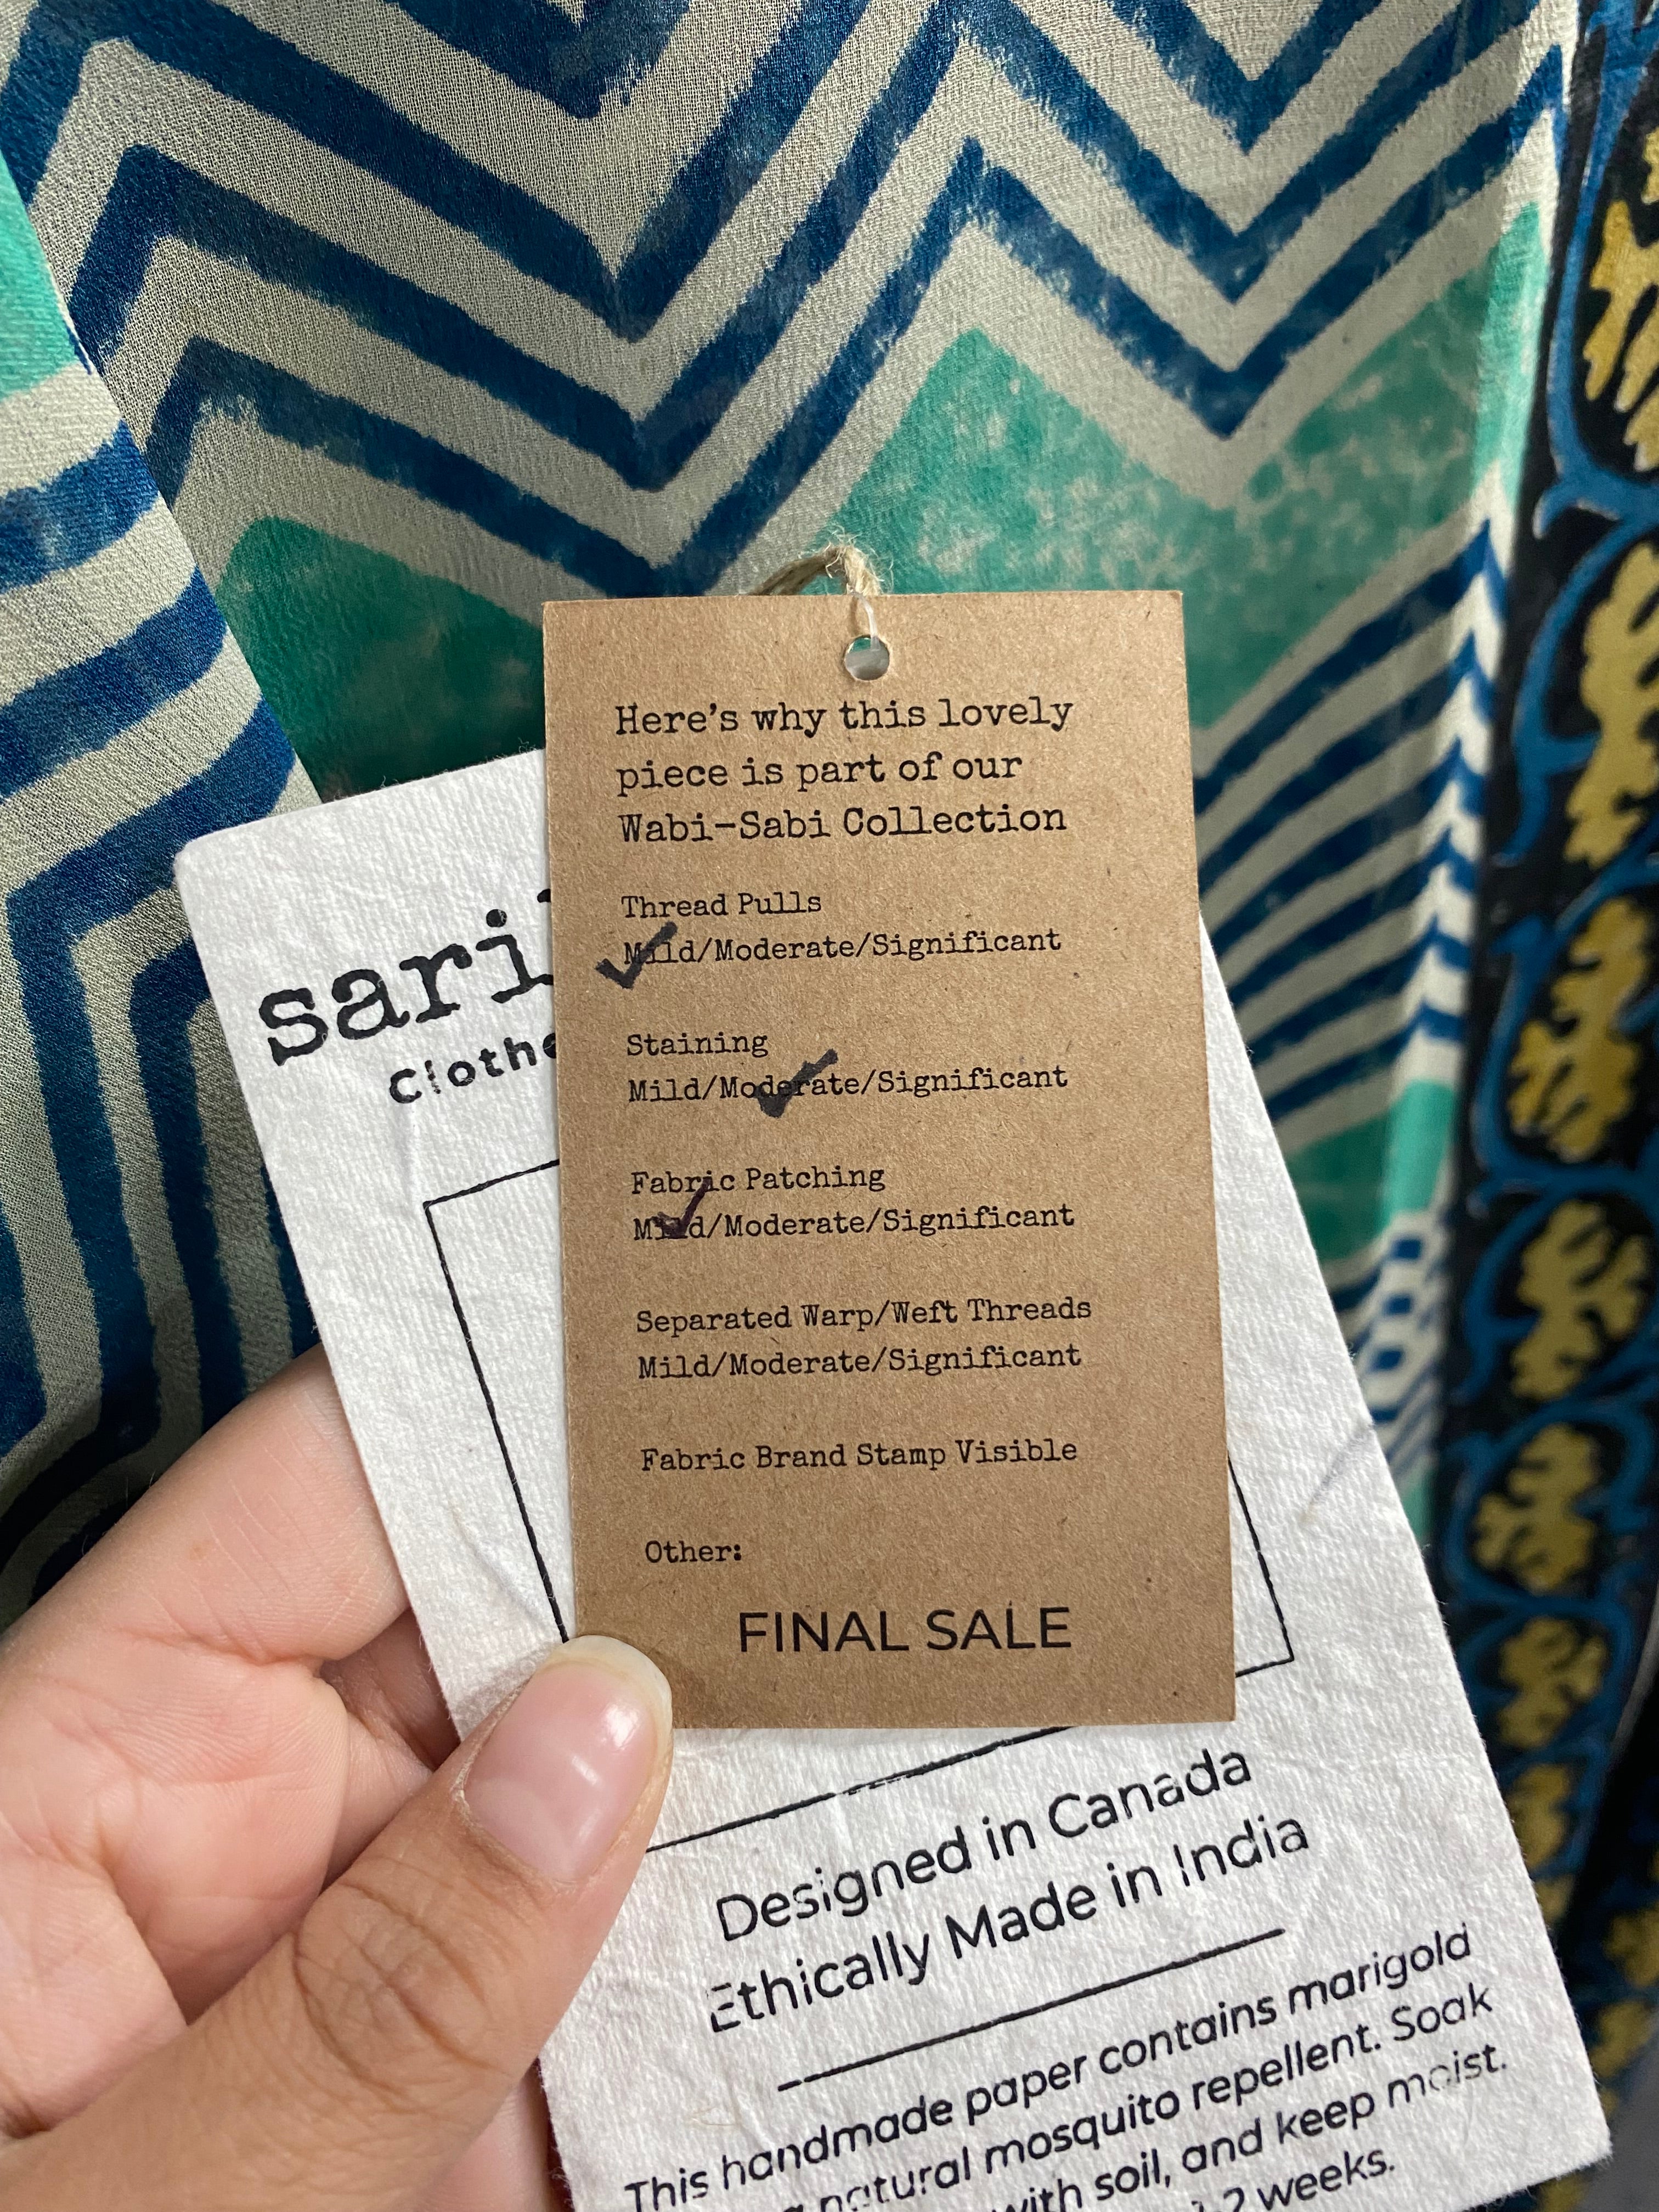 Here's why this lovely
piece is part of our
Wabi-Sabi Collection
Thread Pulls
Mild/Moderate/Significant
Staining
Mild/Moderate/Significant
Fabric Patching
Mild/Moderate/Significant
Separated Warp/Weft Threads
Mild/Moderate/Significant
Fabric Brand Stamp Visible
Other:
FINAL SALE
sari
Clothe
Designed in Canada
Ethically Made in India
This handmade paper contains marigold
natural mosquito repellent. Soak
with soil, and keep moist.
2 weeks.